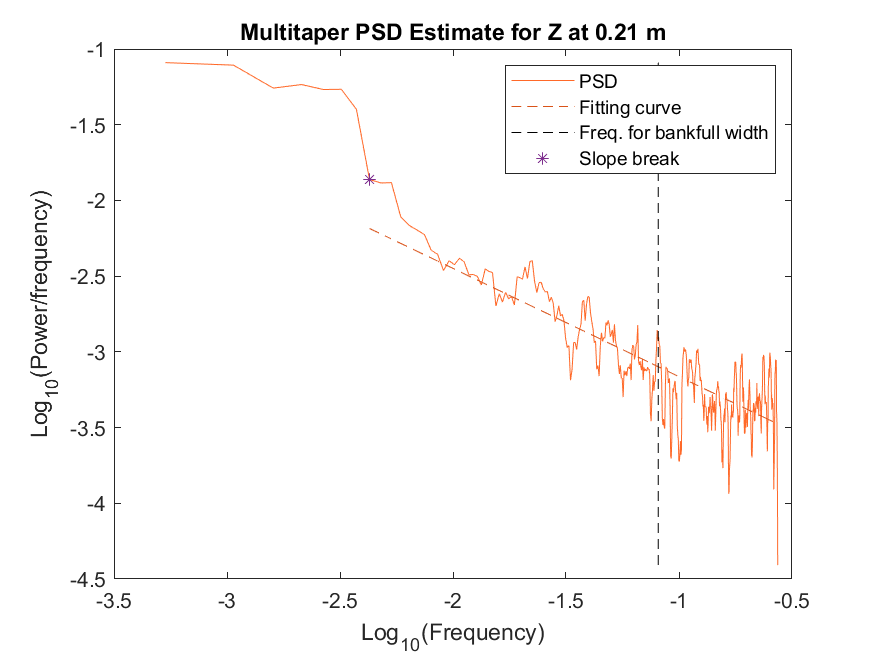 Multitaper PSD Estimate for Z at 0.21 m
PSD
Fitting curve
Freq. for bankfull width
Slope break
Log10(Power/frequency)
-1
-1.5
-2
-2.5
-3
-3.5
-4
-4.5
-3.5 -3 -2.5 -2 -1.5 -1 -0.5
Log10(Frequency)